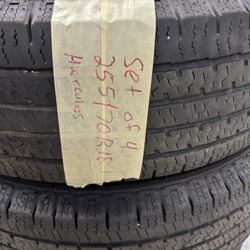 Set of 4
255/70R18
Hercules